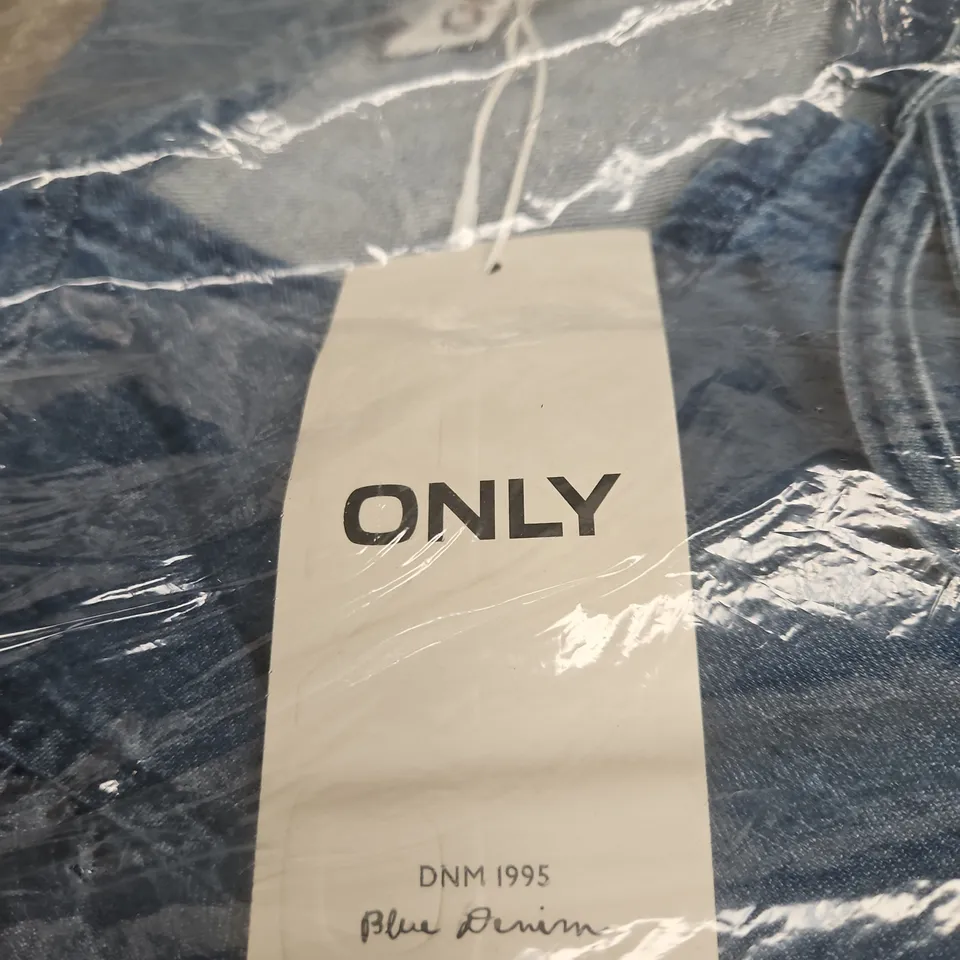 ONLY
DNM 1995
Blue Denim